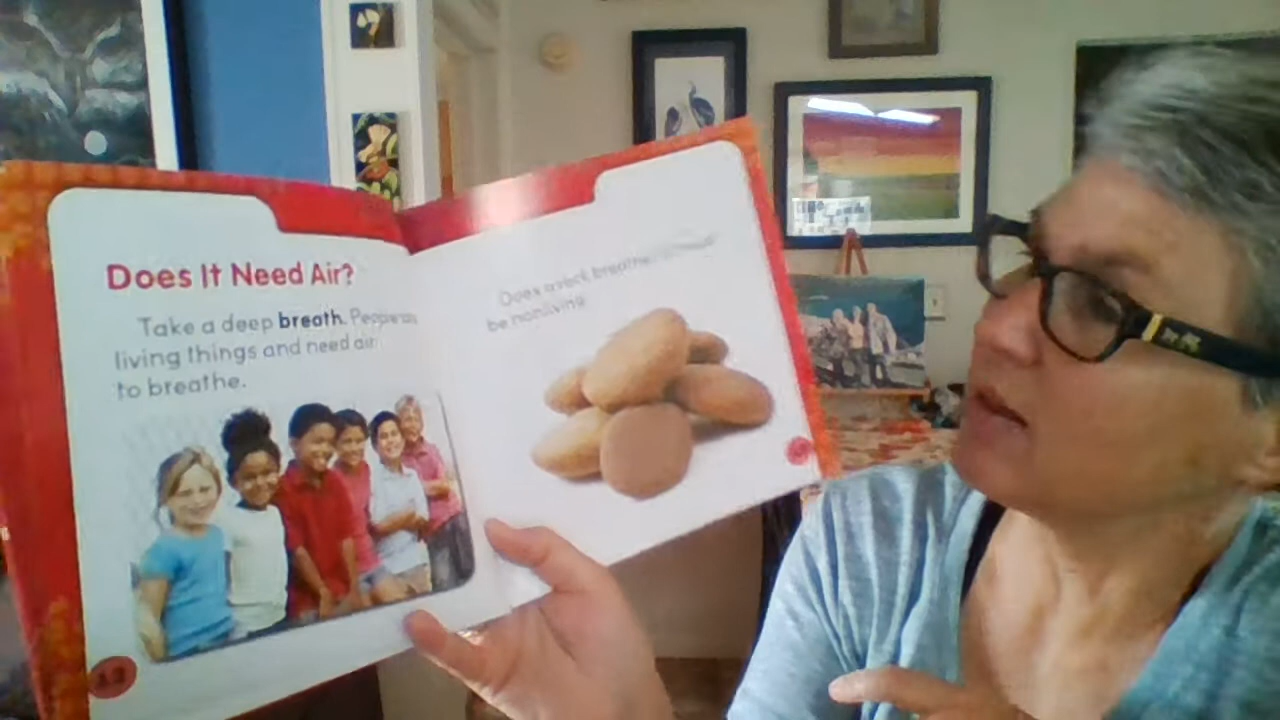 Does It Need Air?
Take a deep breath. People are
living things and need air
to breathe.
Does a rock breathe
be nonliving.